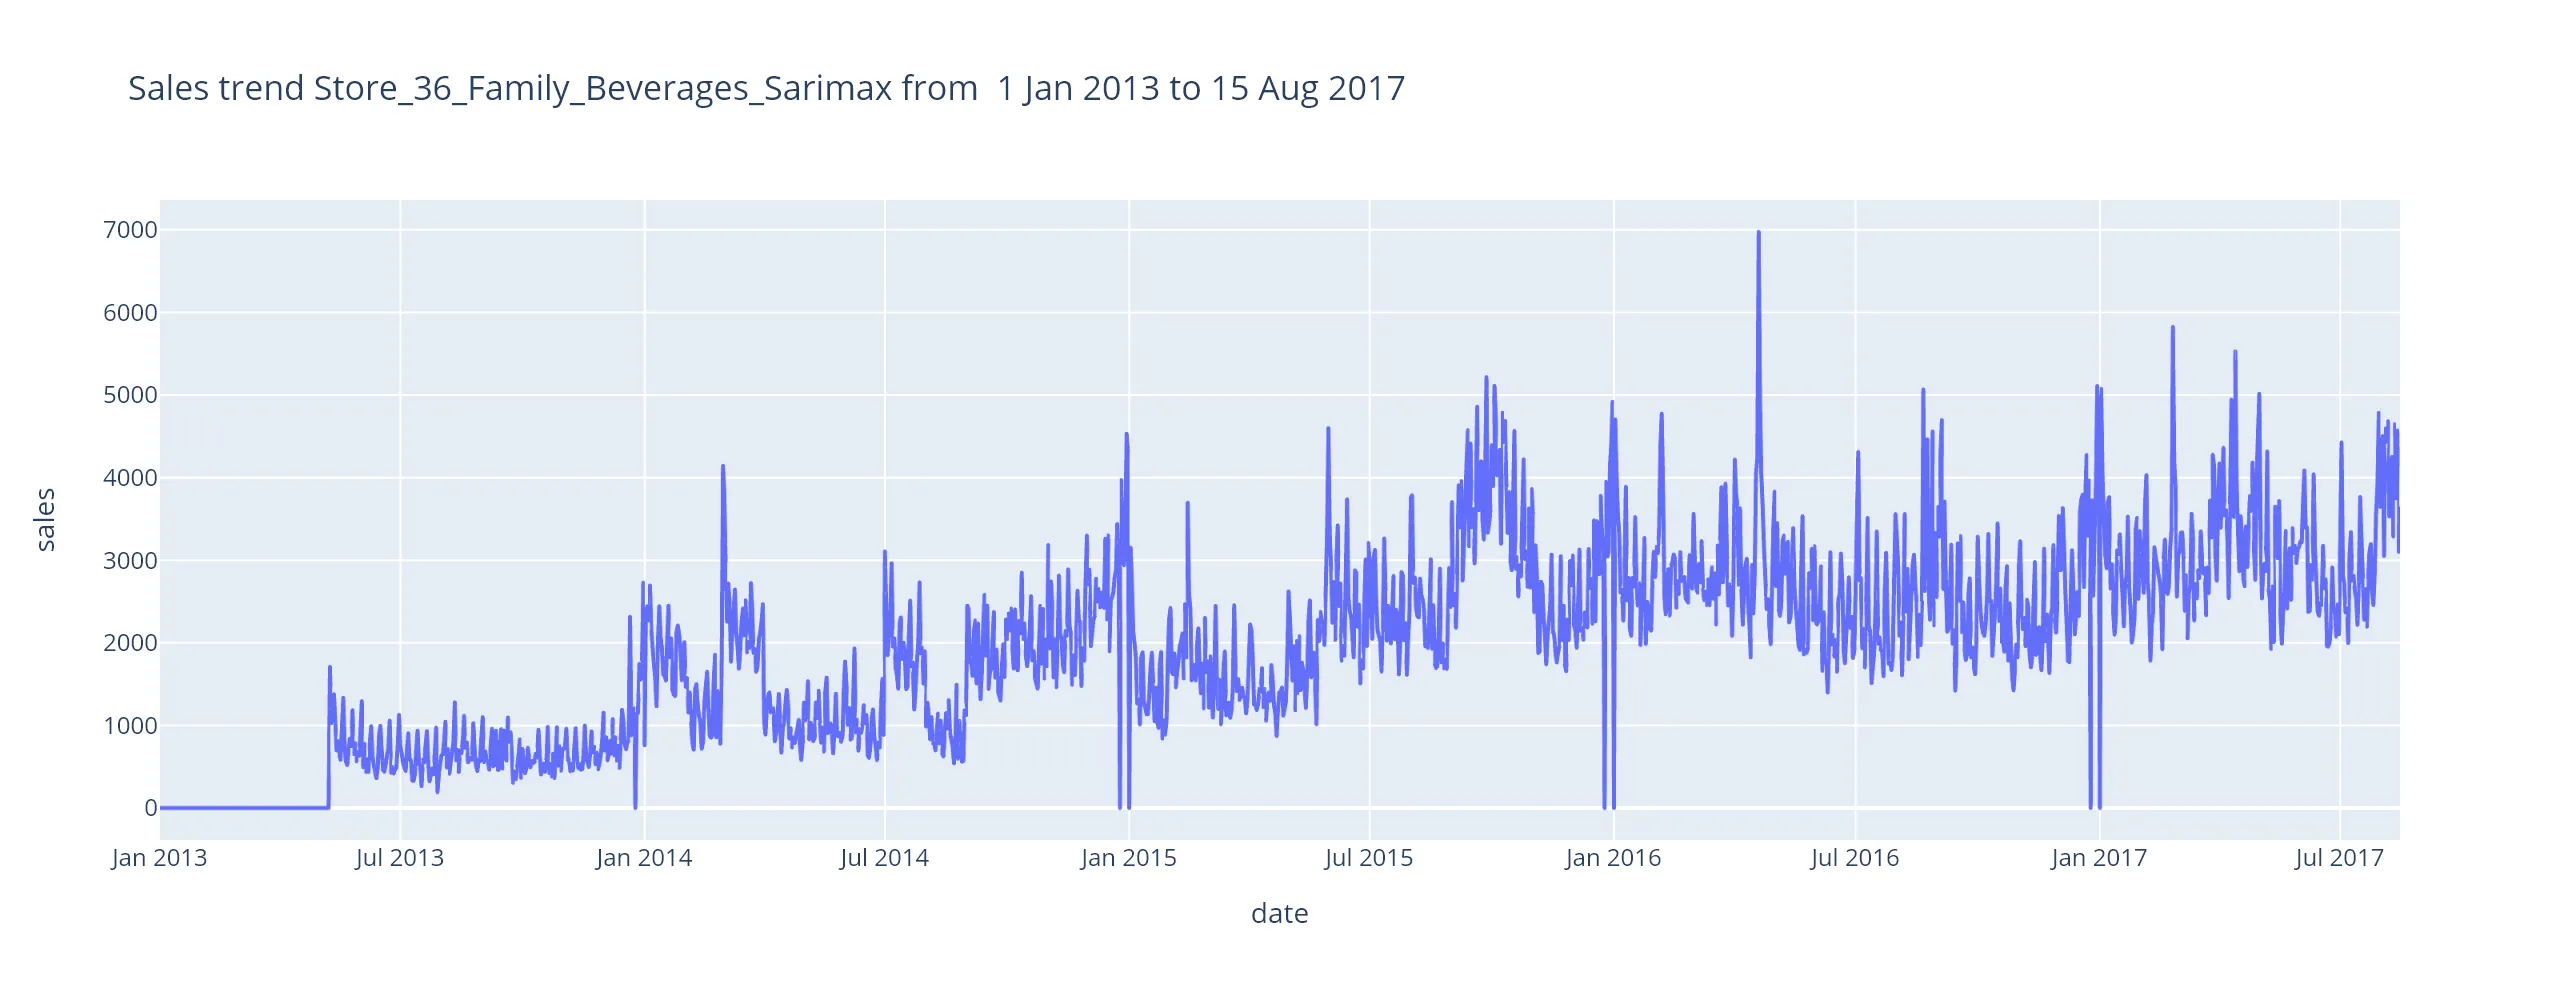 Sales trend Store_36_Family_Beverages_Sarimax from  1 Jan 2013 to 15 Aug 2017
7000
6000
5000
4000
3000
2000
1000
0
sales
Jan 2013 Jul 2013 Jan 2014 Jul 2014 Jan 2015 Jul 2015 Jan 2016 Jul 2016 Jan 2017 Jul 2017
date